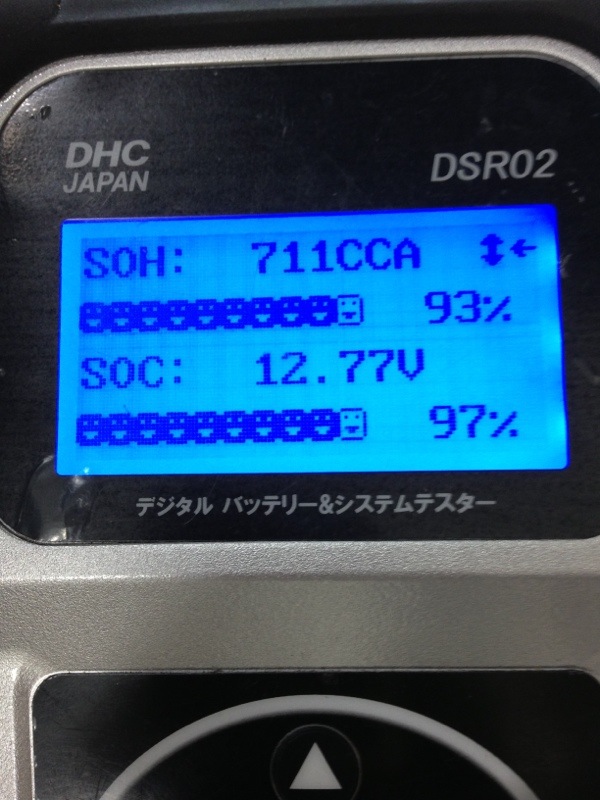 DHC
JAPAN
DSR02
SOH: 711CCA
93%
SOC: 12.77V
97%
デジタル バッテリー&システムテスター